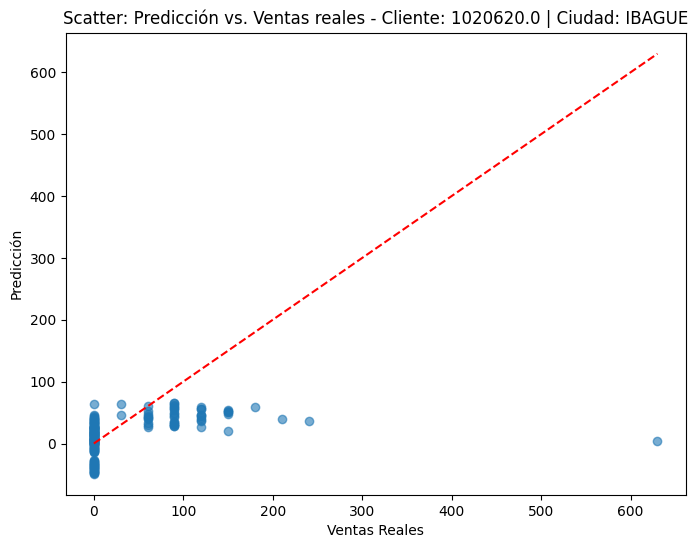 Scatter: Predicción vs. Ventas reales - Cliente: 1020620.0 | Ciudad: IBAGUE
600
500
400
300
200
100
0
Predicción
0 100 200 300 400 500 600
Ventas Reales